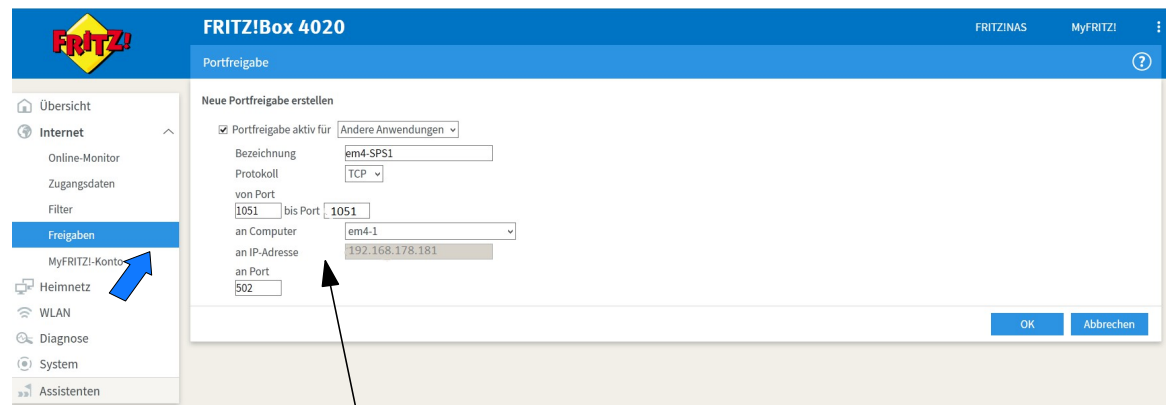 FRITZ!
FRITZ!Box 4020
FRITZ!NAS
MyFRITZ!
Portfreigabe
?
Übersicht
Internet
Online-Monitor
Zugangsdaten
Filter
Freigaben
MyFRITZ!-Konto
Heimnetz
WLAN
Diagnose
System
Assistenten
Neue Portfreigabe erstellen
Portfreigabe aktiv für Andere Anwendungen
Bezeichnung em4-SPS1
Protokoll TCP
von Port
1051 bis Port 1051
an Computer em4-1
an IP-Adresse 192.168.178.181
an Port
502
OK Abbrechen